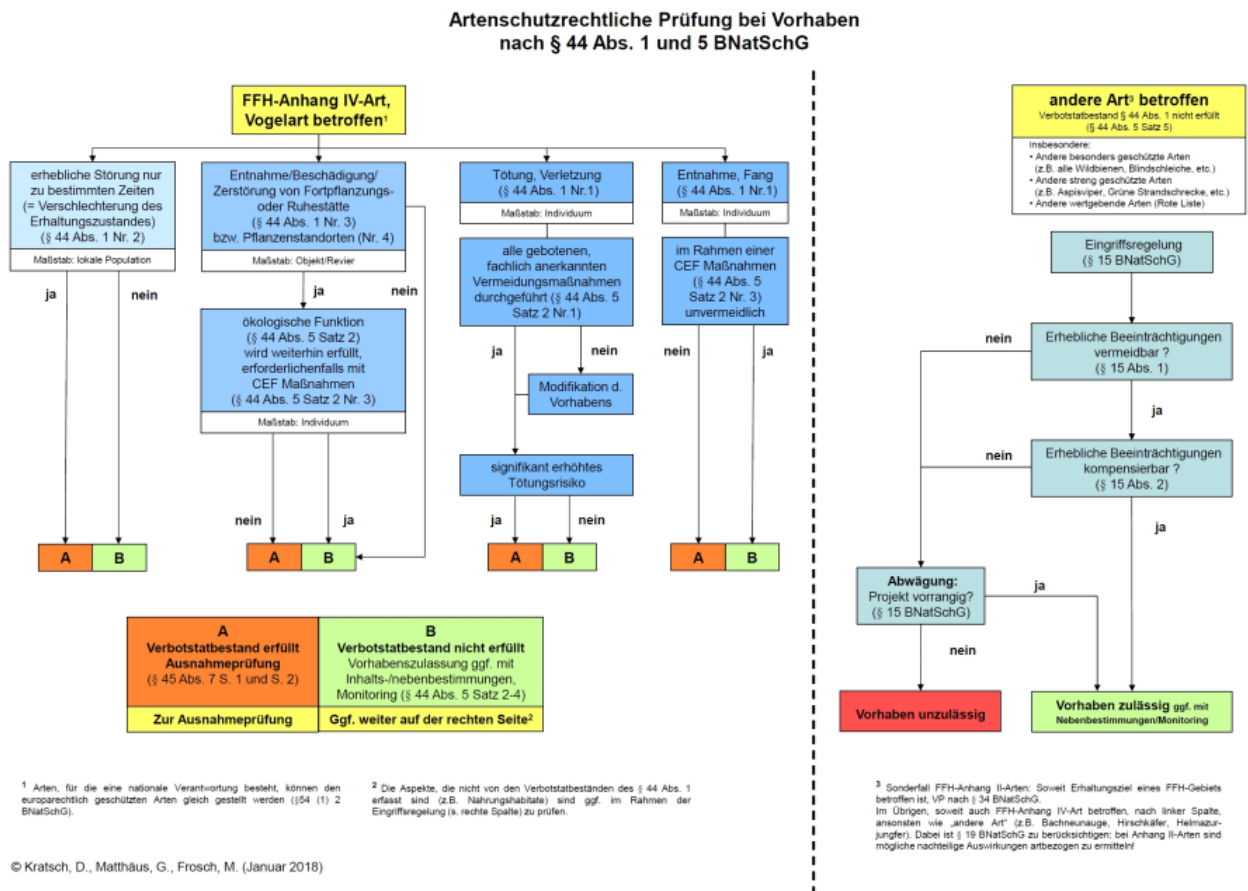 Artenschutzrechtliche Prüfung bei Vorhaben
nach § 44 Abs. 1 und 5 BNatSchG
FFH-Anhang IV-Art,
Vogelart betroffen¹
erhebliche Störung nur
zu bestimmten Zeiten
(= Verschlechterung des
Erhaltungszustandes)
(§ 44 Abs. 1 Nr. 2)
Maßstab: lokale Population
ja
nein
Entnahme/Beschädigung/
Zerstörung von Fortpflanzungs-
oder Ruhestätte
(§ 44 Abs. 1 Nr. 3)
bzw. Pflanzenstandorten (Nr. 4)
Maßstab: Objekt/Revier
ja
nein
ökologische Funktion
(§ 44 Abs. 5 Satz 2)
wird weiterhin erfüllt,
erforderlichenfalls mit
CEF Maßnahmen
(§ 44 Abs. 5 Satz 2 Nr. 3)
Maßstab: Individuum
nein
ja
Tötung, Verletzung
(§ 44 Abs. 1 Nr.1)
Maßstab: Individuum
alle gebotenen,
fachlich anerkannten
Vermeidungsmaßnahmen
durchgeführt (§ 44 Abs. 5
Satz 2 Nr.1)
ja
nein
Modifikation d.
Vorhabens
signifikant erhöhtes
Tötungsrisiko
ja
nein
Entnahme, Fang
(§ 44 Abs. 1 Nr.1)
Maßstab: Individuum
im Rahmen einer
CEF Maßnahmen
(§ 44 Abs. 5
Satz 2 Nr. 3)
unvermeidlich
nein
ja
A B
A B
A B
A B
A
Verbotstatbestand erfüllt
Ausnahmeprüfung
(§ 45 Abs. 7 S. 1 und S. 2)
Zur Ausnahmeprüfung
B
Verbotstatbestand nicht erfüllt
Vorhabenszulassung ggf. mit
Inhalts-/nebenbestimmungen,
Monitoring (§ 44 Abs. 5 Satz 2-4)
Ggf. weiter auf der rechten Seite²
¹ Arten, für die eine nationale Verantwortung besteht, können den
europarechtlich geschützten Arten gleich gestellt werden (§54 (1) 2
BNatSchG).
² Die Aspekte, die nicht von den Verbotstatbeständen des § 44 Abs. 1
erfasst sind (z.B. Nahrungshabitate) sind ggf. im Rahmen der
Eingriffsregelung (s. rechte Spalte) zu prüfen.
© Kratsch, D., Matthäus, G., Frosch, M. (Januar 2018)
andere Art³ betroffen
Verbotstatbestand § 44 Abs. 1 nicht erfüllt
(§ 44 Abs. 5 Satz 5)
Insbesondere:
• Andere besonders geschützte Arten
(z.B. alle Wildbienen, Blindschleiche, etc.)
• Andere streng geschützte Arten
(z.B. Aspisviper, Grüne Strandschrecke, etc.)
• Andere wertgebende Arten (Rote Liste)
Eingriffsregelung
(§ 15 BNatSchG)
Erhebliche Beeinträchtigungen
vermeidbar ?
(§ 15 Abs. 1)
nein
ja
Erhebliche Beeinträchtigungen
kompensierbar ?
(§ 15 Abs. 2)
nein
ja
Abwägung:
Projekt vorrangig?
(§ 15 BNatSchG)
ja
nein
Vorhaben unzulässig
Vorhaben zulässig ggf. mit
Nebenbestimmungen/Monitoring
³ Sonderfall FFH-Anhang II-Arten: Soweit Erhaltungsziel eines FFH-Gebiets
betroffen ist, VP nach § 34 BNatSchG.
Im Übrigen, soweit auch FFH-Anhang IV-Art betroffen, nach linker Spalte,
ansonsten wie „andere Art“ (z.B. Bachneunauge, Hirschkäfer, Helmazur-
jungfer). Dabei ist § 19 BNatSchG zu berücksichtigen: bei Anhang II-Arten sind
mögliche nachteilige Auswirkungen artbezogen zu ermitteln!